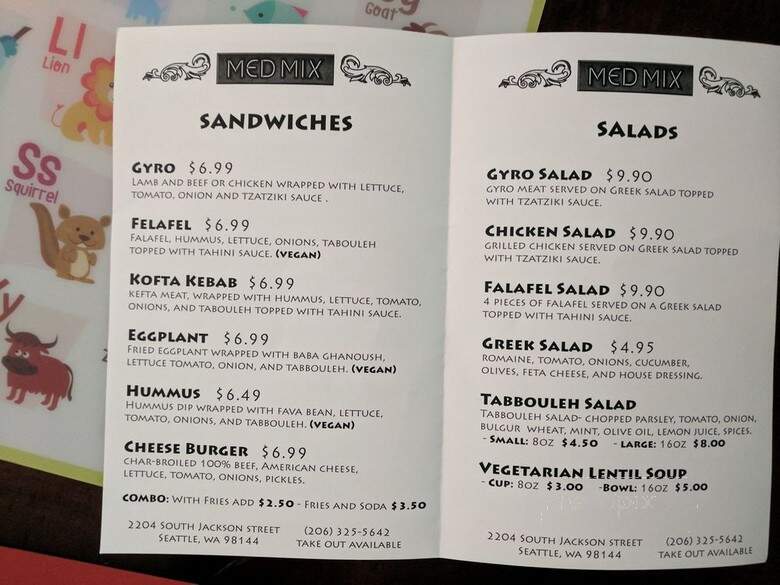 Ll
Lion
Goat
Ss
Squirrel
MED MIX
SANDWICHES
GYRO $6.99
LAMB AND BEEF OR CHICKEN WRAPPED WITH LETTUCE,
TOMATO, ONION AND TZATZIKI SAUCE .
FELAFEL $6.99
FALAFEL, HUMMUS, LETTUCE, ONIONS, TABOULEH
TOPPED WITH TAHINI SAUCE. (VEGAN)
KOFTA KEBAB $6.99
KEFTA MEAT, WRAPPED WITH HUMMUS, LETTUCE, TOMATO,
ONIONS, AND TABOULEH TOPPED WITH TAHINI SAUCE.
EGGPLANT $6.99
FRIED EGGPLANT WRAPPED WITH BABA GHANOUSH,
LETTUCE TOMATO, ONION, AND TABBOULEH. (VEGAN)
HUMMUS $6.49
HUMMUS DIP WRAPPED WITH FAVA BEAN, LETTUCE,
TOMATO, ONIONS, AND TABBOULEH. (VEGAN)
CHEESE BURGER $6.99
CHAR-BROILED 100% BEEF, AMERICAN CHEESE,
LETTUCE, TOMATO, ONIONS, PICKLES.
COMBO: WITH FRIES ADD $2.50 - FRIES AND SODA $3.50
2204 SOUTH JACKSON STREET (206) 325-5642
SEATTLE, WA 98144 TAKE OUT AVAILABLE
MED MIX
SALADS
GYRO SALAD $9.90
GYRO MEAT SERVED ON GREEK SALAD TOPPED
WITH TZATZIKI SAUCE.
CHICKEN SALAD $9.90
GRILLED CHICKEN SERVED ON GREEK SALAD TOPPED
WITH TZATZIKI SAUCE.
FALAFEL SALAD $9.90
4 PIECES OF FALAFEL SERVED ON A GREEK SALAD
TOPPED WITH TAHINI SAUCE.
GREEK SALAD $4.95
ROMAINE, TOMATO, ONIONS, CUCUMBER,
OLIVES, FETA CHEESE, AND HOUSE DRESSING.
TABBOULEH SALAD
TABBOULEH SALAD- CHOPPED PARSLEY, TOMATO, ONION,
BULGUR WHEAT, MINT, OLIVE OIL, LEMON JUICE, SPICES.
- SMALL: 8OZ $4.50 - LARGE: 16OZ $8.00
VEGETARIAN LENTIL SOUP
- CUP: 8OZ $3.00 -BOWL: 16OZ $5.00
2204 SOUTH JACKSON STREET (206) 325-5642
SEATTLE, WA 98144 TAKE OUT AVAILABLE